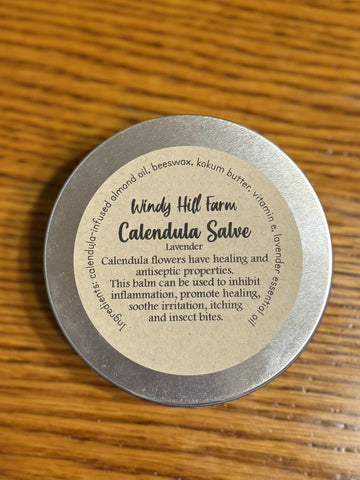 Ingredients: calendula-infused almond oil, beeswax, kokum butter, vitamin e, lavender essential oil
Windy Hill Farm
Calendula Salve
Lavender
Calendula flowers have healing and
antiseptic properties.
This balm can be used to inhibit
inflammation, promote healing,
soothe irritation, itching
and insect bites.